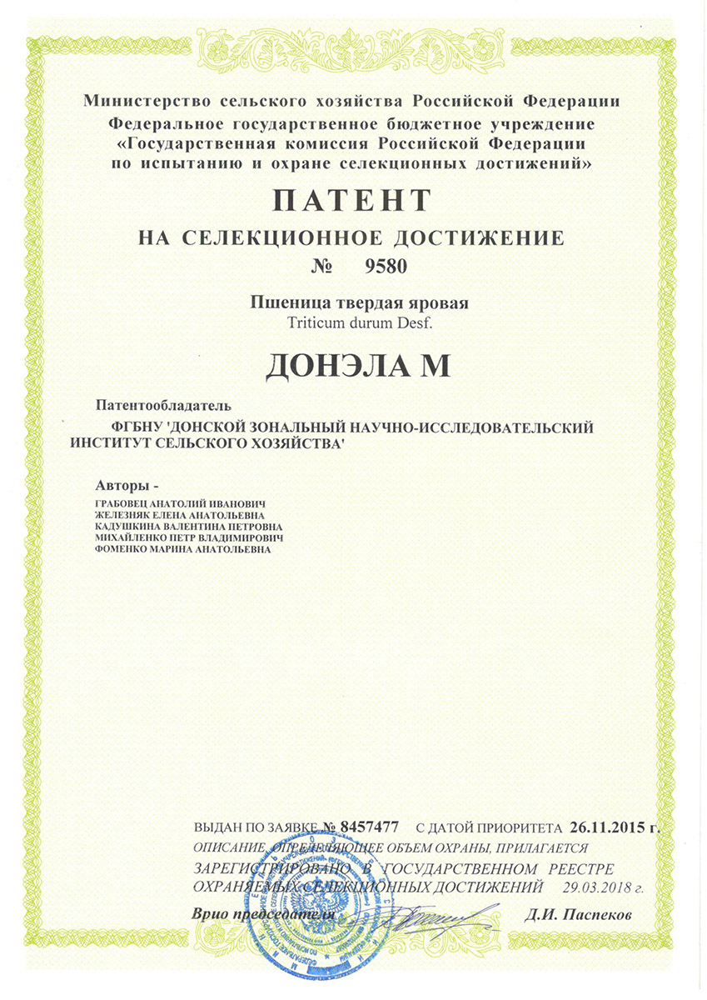 Министерство сельского хозяйства Российской Федерации
Федеральное государственное бюджетное учреждение
«Государственная комиссия Российской Федерации
по испытанию и охране селекционных достижений»
ПАТЕНТ
НА СЕЛЕКЦИОННОЕ ДОСТИЖЕНИЕ
№ 9580
Пшеница твердая яровая
Triticum durum Desf.
ДОНЭЛА М
Патентообладатель
ФГБНУ 'ДОНСКОЙ ЗОНАЛЬНЫЙ НАУЧНО-ИССЛЕДОВАТЕЛЬСКИЙ
ИНСТИТУТ СЕЛЬСКОГО ХОЗЯЙСТВА'
Авторы -
ГРАБОВЕЦ АНАТОЛИЙ ИВАНОВИЧ
ЖЕЛЕЗНЯК ЕЛЕНА АНАТОЛЬЕВНА
КАДУШКИНА ВАЛЕНТИНА ПЕТРОВНА
МИХАЙЛЕНКО ПЕТР ВЛАДИМИРОВИЧ
ФОМЕНКО МАРИНА АНАТОЛЬЕВНА
ВЫДАН ПО ЗАЯВКЕ № 8457477 С ДАТОЙ ПРИОРИТЕТА 26.11.2015 г.
ОПИСАНИЕ, ОПРЕДЕЛЯЮЩЕЕ ОБЪЕМ ОХРАНЫ, ПРИЛАГАЕТСЯ
ЗАРЕГИСТРИРОВАНО В ГОСУДАРСТВЕННОМ РЕЕСТРЕ
ОХРАНЯЕМЫХ СЕЛЕКЦИОННЫХ ДОСТИЖЕНИЙ 29.03.2018 г.
Врио председателя Д.И. Паспеков